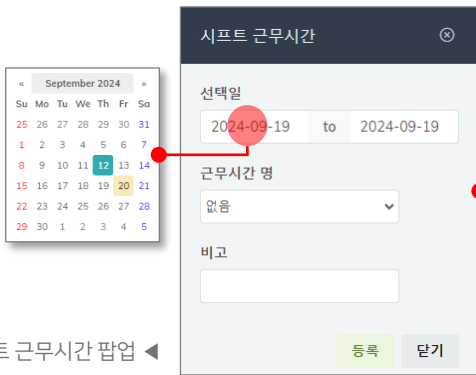 시프트 근무시간
선택일
2024-09-19 to 2024-09-19
근무시간 명
없음
비고
등록 닫기
« September 2024 »
Su Mo Tu We Th Fr Sa
25 26 27 28 29 30 31
1 2 3 4 5 6 7
8 9 10 11 12 13 14
15 16 17 18 19 20 21
22 23 24 25 26 27 28
29 30 1 2 3 4 5
트 근무시간 팝업 ◀